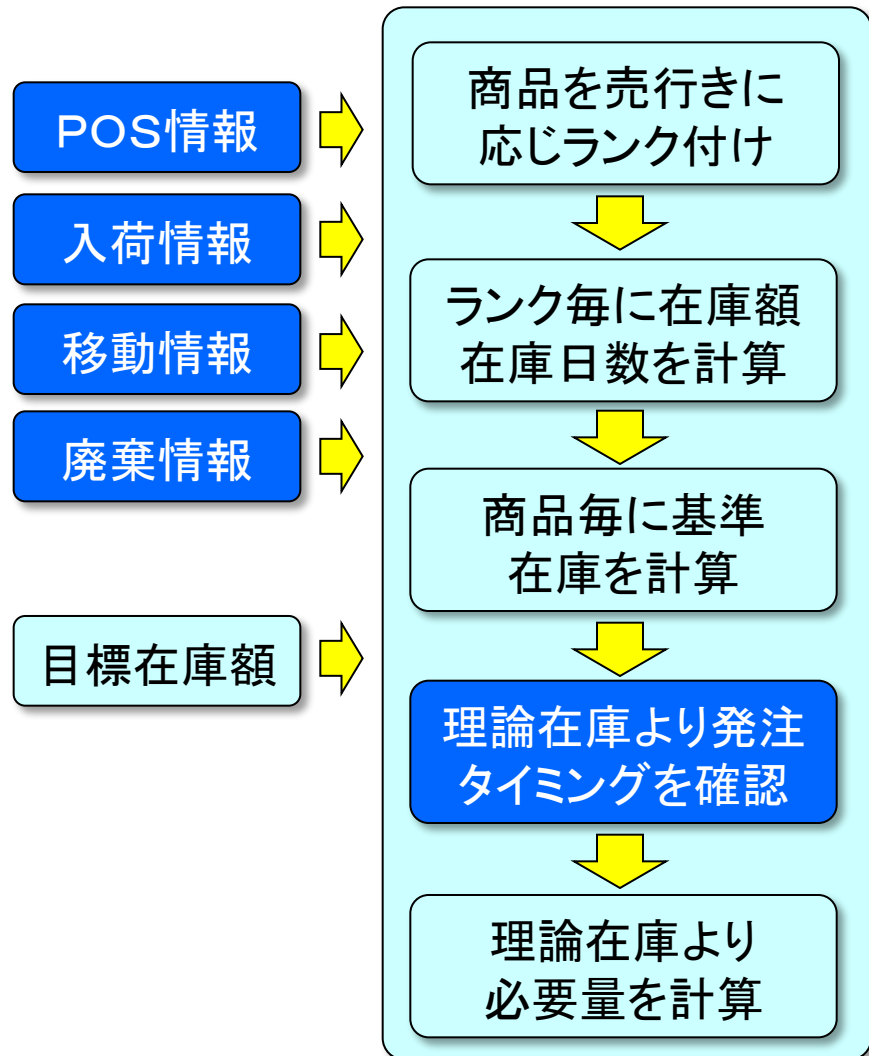 POS情報
入荷情報
移動情報
廃棄情報
目標在庫額
商品を売行きに
応じランク付け
ランク毎に在庫額
在庫日数を計算
商品毎に基準
在庫を計算
理論在庫より発注
タイミングを確認
理論在庫より
必要量を計算